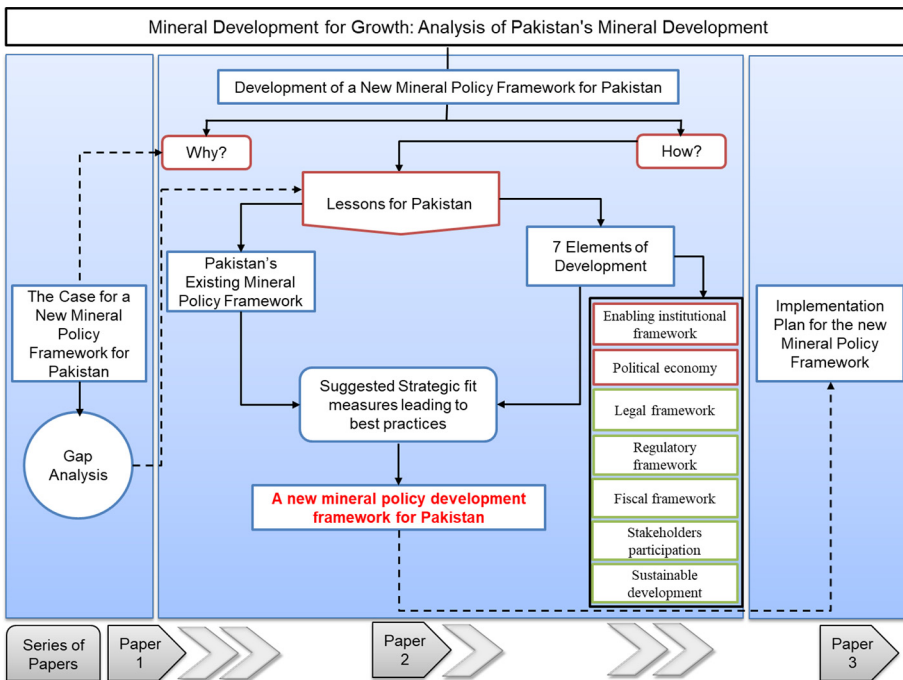 Mineral Development for Growth: Analysis of Pakistan's Mineral Development
Development of a New Mineral Policy Framework for Pakistan
Why?
How?
Lessons for Pakistan
Pakistan's
Existing Mineral
Policy Framework
7 Elements of
Development
The Case for a
New Mineral
Policy
Framework for
Pakistan
Gap
Analysis
Suggested Strategic fit
measures leading to
best practices
A new mineral policy development
framework for Pakistan
Enabling institutional
framework
Political economy
Legal framework
Regulatory
framework
Fiscal framework
Stakeholders
participation
Sustainable
development
Implementation
Plan for the new
Mineral Policy
Framework
Series of
Papers
Paper
1
Paper
2
Paper
3